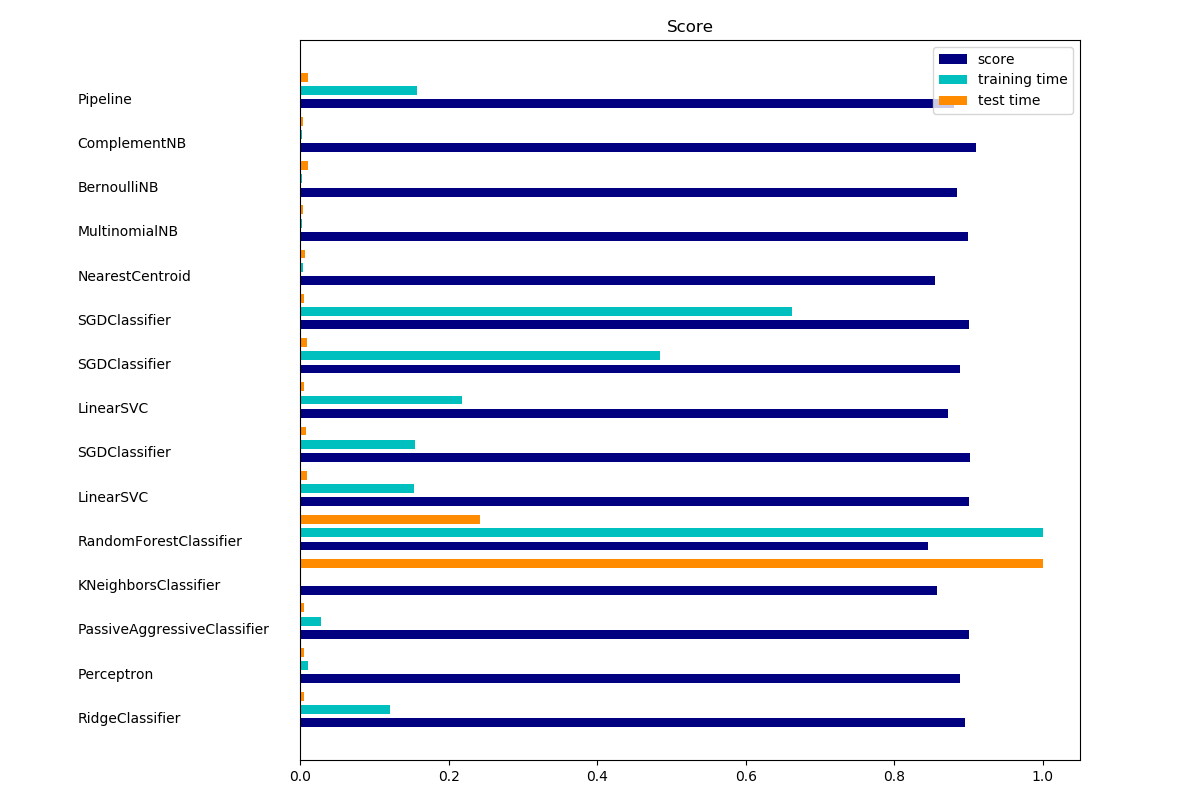 Score
score
training time
test time
Pipeline
ComplementNB
BernoulliNB
MultinomialNB
NearestCentroid
SGDClassifier
SGDClassifier
LinearSVC
SGDClassifier
LinearSVC
RandomForestClassifier
KNeighborsClassifier
PassiveAggressiveClassifier
Perceptron
RidgeClassifier
0.0 0.2 0.4 0.6 0.8 1.0